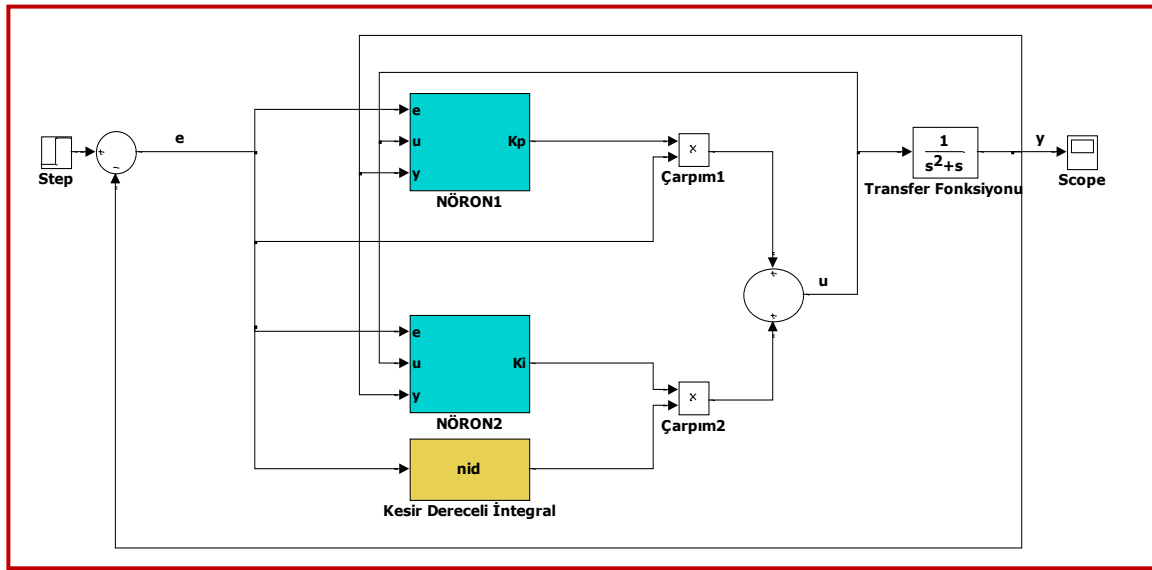 e
u
y
Kp
NÖRON1
e
Step
x
Çarpım1
1
s²+s
Transfer Fonksiyonu
y
Scope
u
e
u
y
Ki
NÖRON2
x
Çarpım2
nid
Kesir Dereceli İntegral